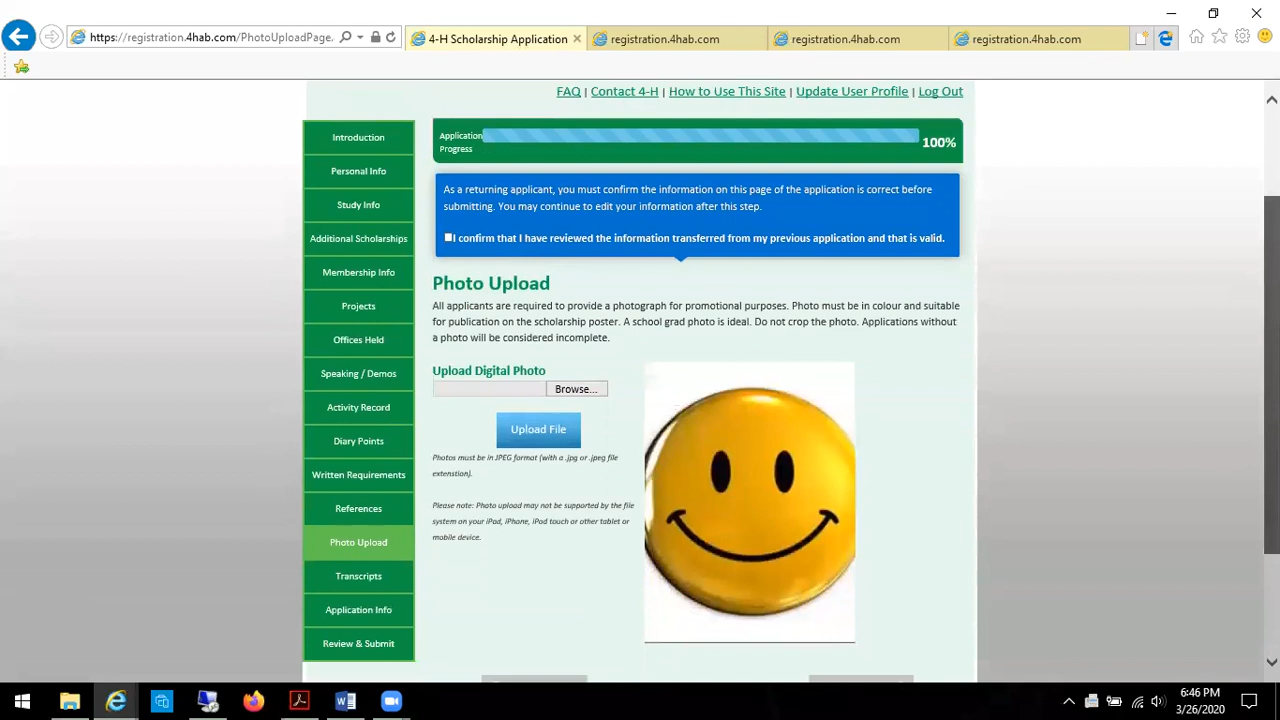 https://registration.4hab.com/PhotoUploadPage.
4-H Scholarship Application
registration.4hab.com
registration.4hab.com
registration.4hab.com
FAQ | Contact 4-H | How to Use This Site | Update User Profile | Log Out
Introduction
Personal Info
Study Info
Additional Scholarships
Membership Info
Projects
Offices Held
Speaking / Demos
Activity Record
Diary Points
Written Requirements
References
Photo Upload
Transcripts
Application Info
Review & Submit
Application
Progress
100%
As a returning applicant, you must confirm the information on this page of the application is correct before
submitting. You may continue to edit your information after this step.
I confirm that I have reviewed the information transferred from my previous application and that is valid.
Photo Upload
All applicants are required to provide a photograph for promotional purposes. Photo must be in colour and suitable
for publication on the scholarship poster. A school grad photo is ideal. Do not crop the photo. Applications without
a photo will be considered incomplete.
Upload Digital Photo
Browse...
Upload File
Photos must be in JPEG format (with a .jpg or .jpeg file
extenstion).
Please note: Photo upload may not be supported by the file
system on your iPad, iPhone, iPod touch or other tablet or
mobile device.
6:46 PM
3/26/2020